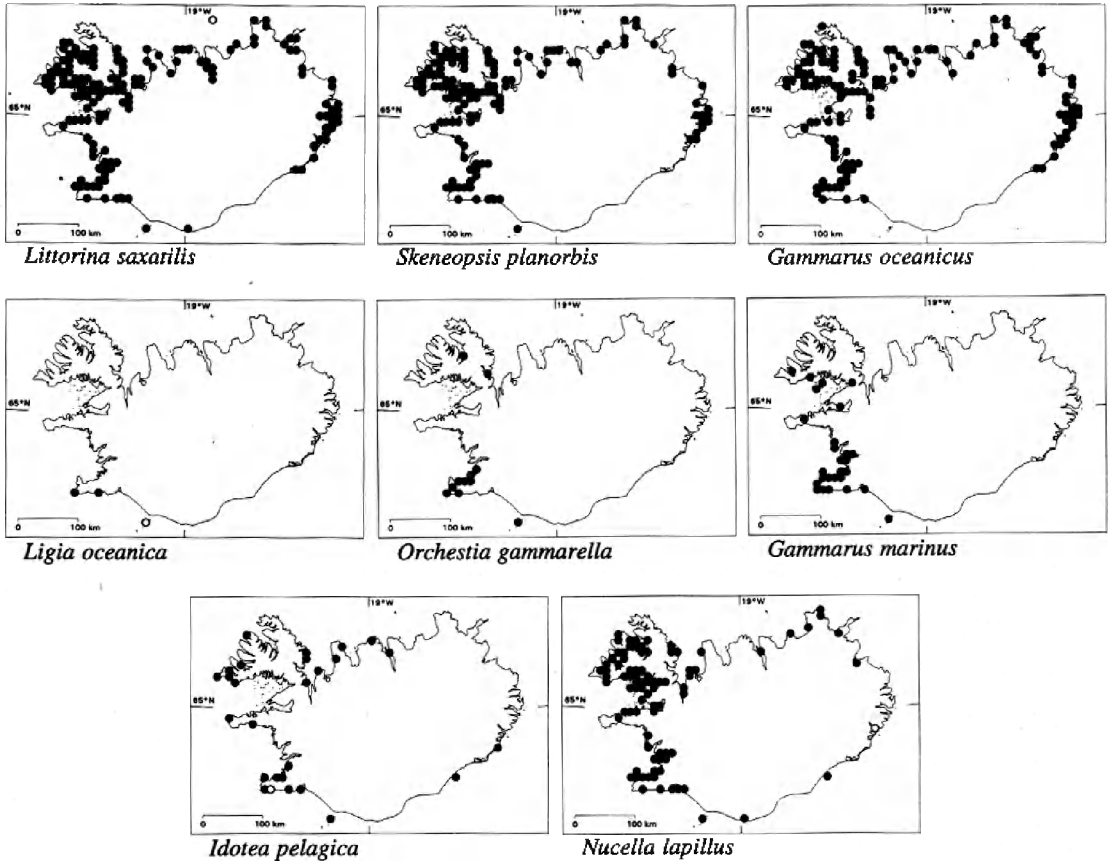 19°W
19°W
19°W
65°N
65°N
65°N
0 100 km
0 100 km
0 100 km
Littorina saxatilis
Skeneopsis planorbis
Gammarus oceanicus
19°W
19°W
19°W
65°N
65°N
65°N
0 100 km
0 100 km
0 100 km
Ligia oceanica
Orchestia gammarella
Gammarus marinus
19°W
19°W
65°N
65°N
0 100 km
0 100 km
Idotea pelagica
Nucella lapillus